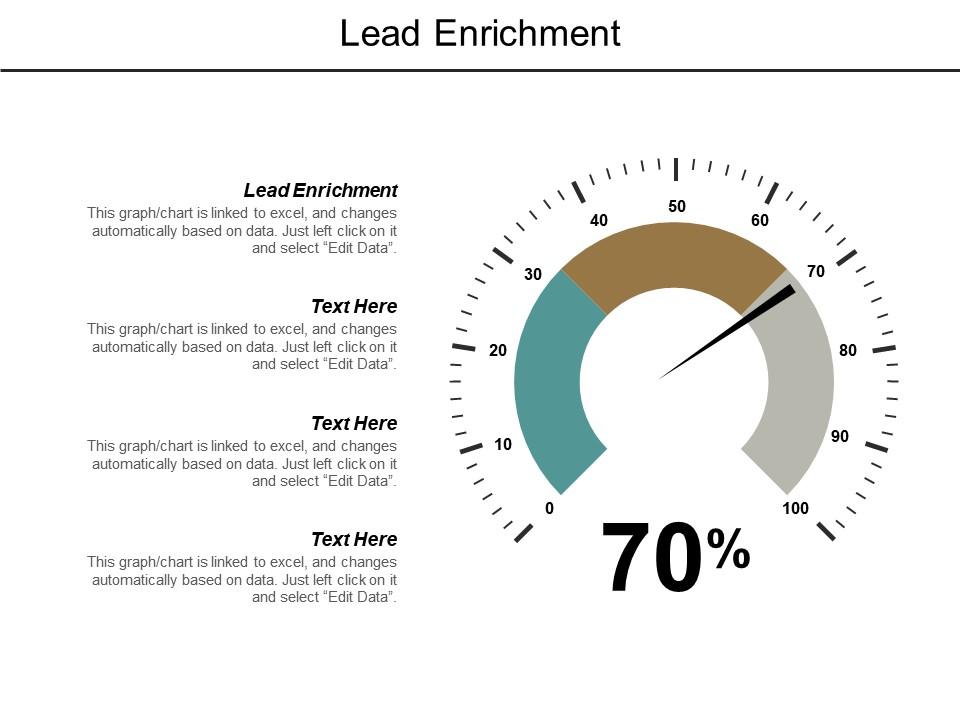 Lead Enrichment
Lead Enrichment
This graph/chart is linked to excel, and changes
automatically based on data. Just left click on it
and select “Edit Data”.
Text Here
This graph/chart is linked to excel, and changes
automatically based on data. Just left click on it
and select “Edit Data”.
Text Here
This graph/chart is linked to excel, and changes
automatically based on data. Just left click on it
and select “Edit Data”.
Text Here
This graph/chart is linked to excel, and changes
automatically based on data. Just left click on it
and select “Edit Data”.
0
10
20
30
40
50
60
70
80
90
100
70%